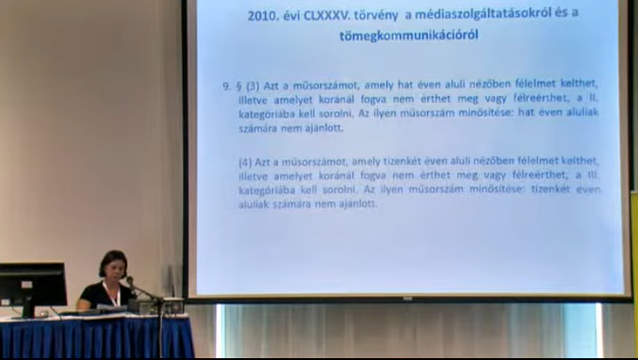 2010. évi CLXXXV. törvény a médiaszolgáltatásokról és a
tömegkommunikációról
9. § (3) Azt a műsorszámot, amely hat éven aluli nézőben félelmet kelthet,
illetve amelyet koránál fogva nem érthet meg vagy félreérthet, a II.
kategóriába kell sorolni. Az ilyen műsorszám minősítése: hat éven aluliak
számára nem ajánlott.
(4) Azt a műsorszámot, amely tizenkét éven aluli nézőben félelmet kelthet,
illetve amelyet koránál fogva nem érthet meg vagy félreérthet, a III.
kategóriába kell sorolni. Az ilyen műsorszám minősítése: tizenkét éven
aluliak számára nem ajánlott.